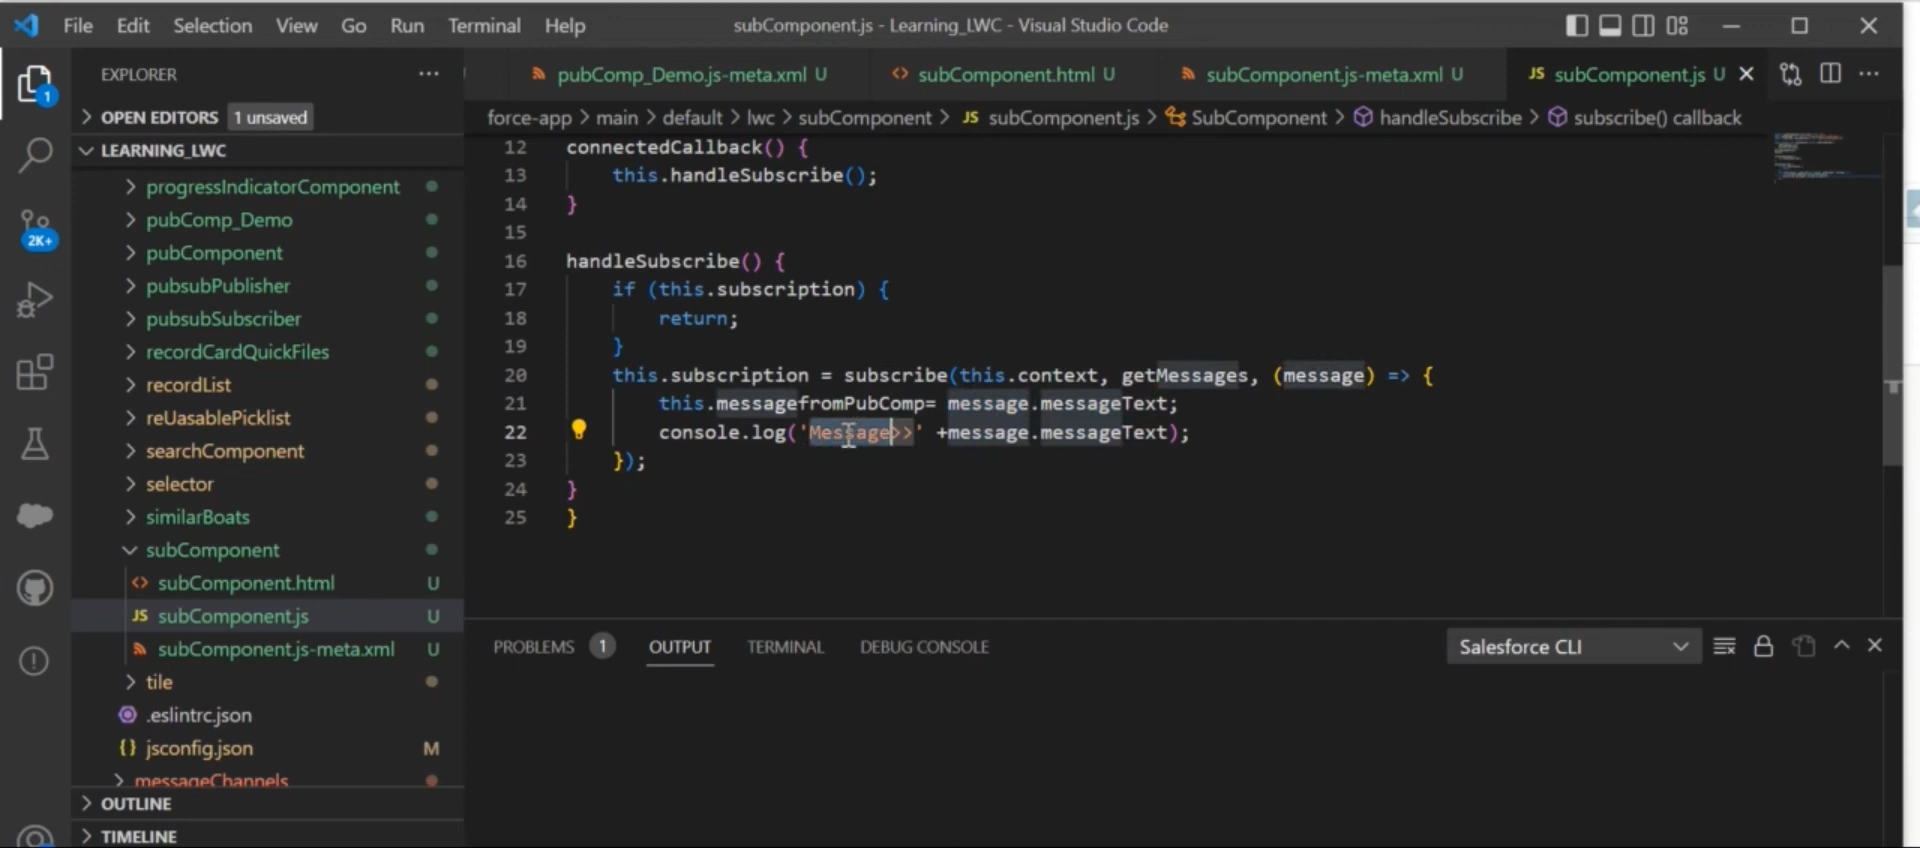 File Edit Selection View Go Run Terminal Help
subComponent.js - Learning_LWC - Visual Studio Code
EXPLORER
pubComp_Demo.js-meta.xml U
subComponent.html U
subComponent.js-meta.xml U
JS subComponent.js U
1
OPEN EDITORS 1 unsaved
force-app > main > default > lwc > subComponent > JS subComponent.js > SubComponent > handleSubscribe > subscribe() callback
LEARNING_LWC
progressIndicatorComponent
pubComp_Demo
2K+
pubComponent
pubsubPublisher
pubsubSubscriber
recordCardQuickFiles
recordList
reUasablePicklist
searchComponent
selector
similarBoats
subComponent
<> subComponent.html U
JS subComponent.js U
subComponent.js-meta.xml U
tile
.eslintrc.json
{} jsconfig.json M
messageChannels
OUTLINE
TIMELINE
12 connectedCallback() {
13 this.handleSubscribe();
14 }
15
16 handleSubscribe() {
17 if (this.subscription) {
18 return;
19 }
20 this.subscription = subscribe(this.context, getMessages, (message) => {
21 this.messagefromPubComp= message.messageText;
22 console.log('Message>>' +message.messageText);
23 });
24 }
25 }
PROBLEMS 1 OUTPUT TERMINAL DEBUG CONSOLE
Salesforce CLI